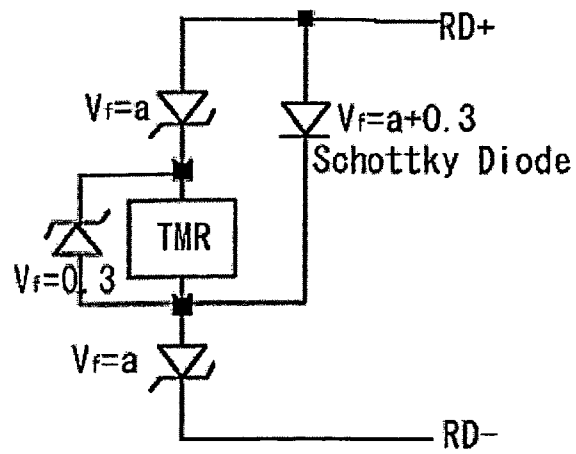 RD+
Vf=a
Vf=a+0.3
Schottky Diode
TMR
Vf=0.3
Vf=a
RD-